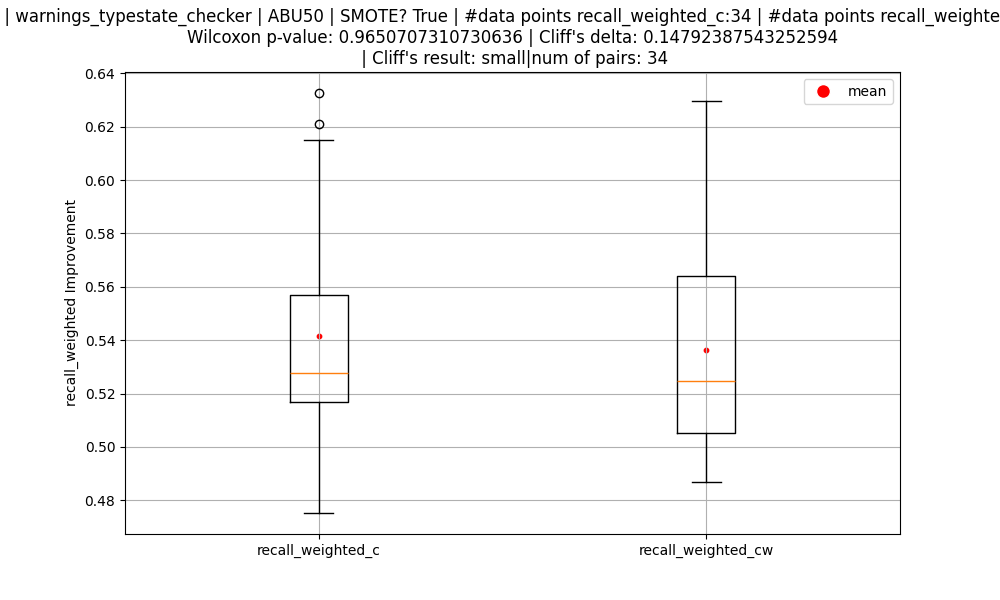 | warnings_typestate_checker | ABU50 | SMOTE? True | #data points recall_weighted_c:34 | #data points recall_weighte
Wilcoxon p-value: 0.9650707310730636 | Cliff's delta: 0.14792387543252594
| Cliff's result: small|num of pairs: 34
mean
0.64
0.62
0.60
0.58
0.56
0.54
0.52
0.50
0.48
recall_weighted Improvement
recall_weighted_c
recall_weighted_cw